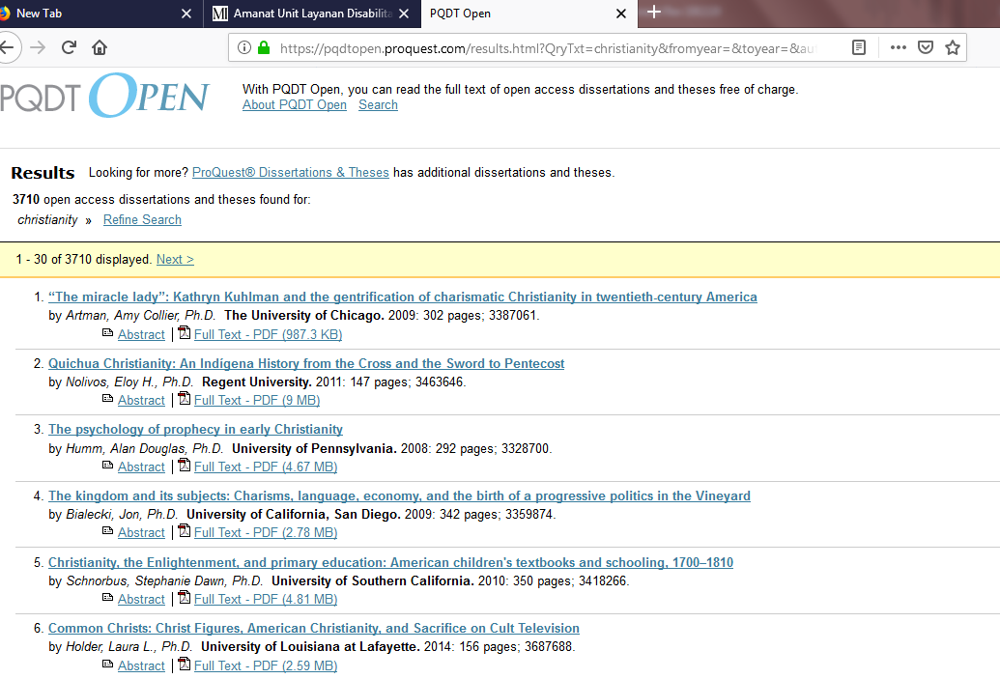 New Tab
Amanat Unit Layanan Disabilita
PQDT Open
https://pqdtopen.proquest.com/results.html?QryTxt=christianity&fromyear=&toyear=&au
PQDT OPEN
With PQDT Open, you can read the full text of open access dissertations and theses free of charge.
About PQDT Open Search
Results Looking for more? ProQuest® Dissertations & Theses has additional dissertations and theses.
3710 open access dissertations and theses found for:
christianity » Refine Search
1 - 30 of 3710 displayed. Next >
1. “The miracle lady”: Kathryn Kuhlman and the gentrification of charismatic Christianity in twentieth-century America
by Artman, Amy Collier, Ph.D. The University of Chicago. 2009: 302 pages; 3387061.
Abstract | Full Text - PDF (987.3 KB)
2. Quichua Christianity: An Indígena History from the Cross and the Sword to Pentecost
by Nolivos, Eloy H., Ph.D. Regent University. 2011: 147 pages; 3463646.
Abstract | Full Text - PDF (9 MB)
3. The psychology of prophecy in early Christianity
by Humm, Alan Douglas, Ph.D. University of Pennsylvania. 2008: 292 pages; 3328700.
Abstract | Full Text - PDF (4.67 MB)
4. The kingdom and its subjects: Charisms, language, economy, and the birth of a progressive politics in the Vineyard
by Bialecki, Jon, Ph.D. University of California, San Diego. 2009: 342 pages; 3359874.
Abstract | Full Text - PDF (2.78 MB)
5. Christianity, the Enlightenment, and primary education: American children's textbooks and schooling, 1700–1810
by Schnorbus, Stephanie Dawn, Ph.D. University of Southern California. 2010: 350 pages; 3418266.
Abstract | Full Text - PDF (4.81 MB)
6. Common Christs: Christ Figures, American Christianity, and Sacrifice on Cult Television
by Holder, Laura L., Ph.D. University of Louisiana at Lafayette. 2014: 156 pages; 3687688.
Abstract | Full Text - PDF (2.59 MB)